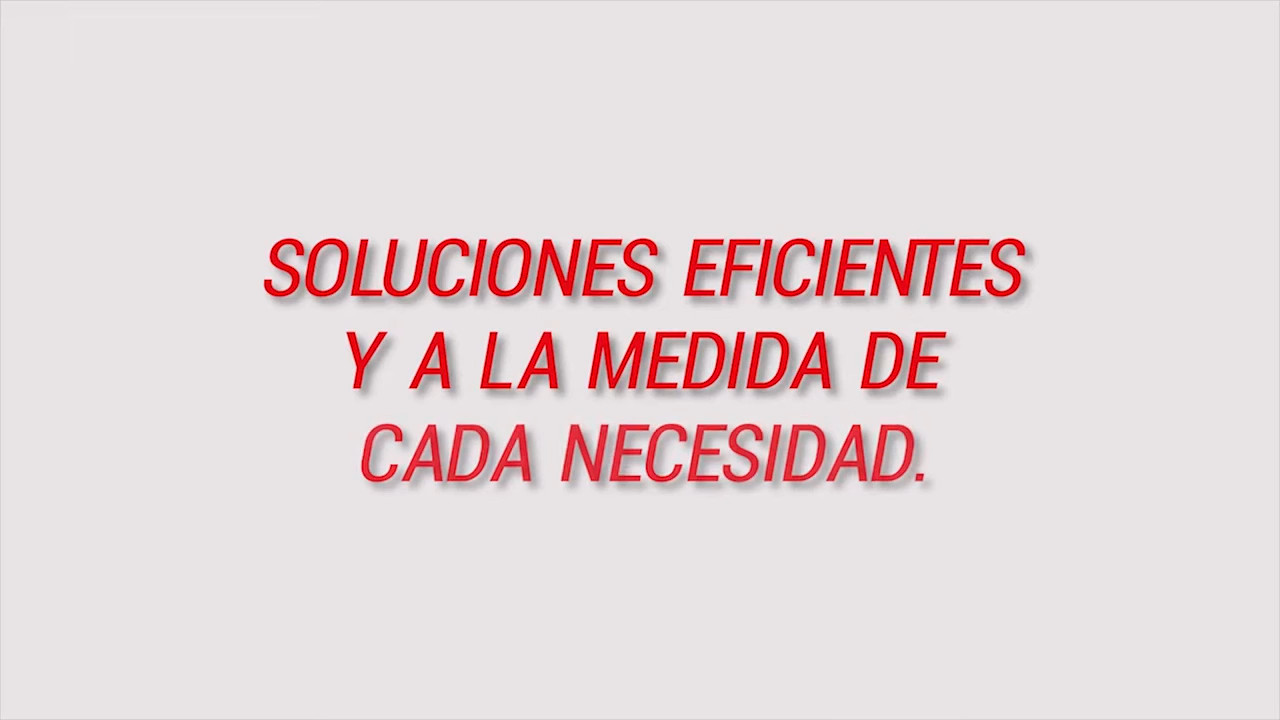 SOLUCIONES EFICIENTES
Y A LA MEDIDA DE
CADA NECESIDAD.